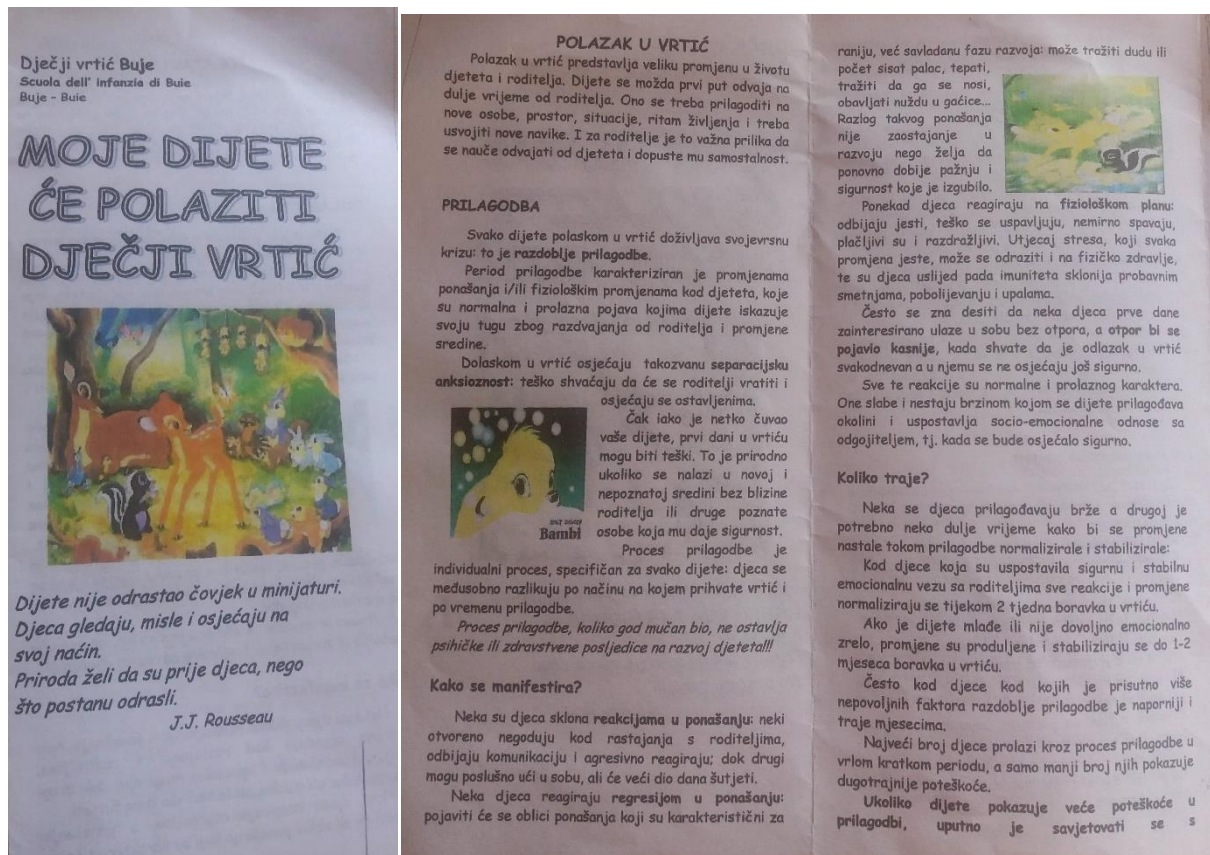 Dječji vrtić Buje
Scuola dell' Infanzia di Buie
Buje - Buie
MOJE DIJETE
ĆE POLAZITI
DJEČJI VRTIĆ
Dijete nije odrastao čovjek u minijaturi.
Djeca gledaju, misle i osjećaju na
svoj naćin.
Priroda želi da su prije djeca, nego
što postanu odrasli.
J.J. Rousseau
POLAZAK U VRTIĆ
Polazak u vrtić predstavlja veliku promjenu u životu
djeteta i roditelja. Dijete se možda prvi put odvaja na
dulje vrijeme od roditelja. Ono se treba prilagoditi na
nove osobe, prostor, situacije, ritam življenja i treba
usvojiti nove navike. I za roditelje je to važna prilika da
se nauče odvajati od djeteta i dopuste mu samostalnost.
PRILAGODBA
Svako dijete polaskom u vrtić doživljava svojevrsnu
krizu: to je razdoblje prilagodbe.
Period prilagodbe karakteriziran je promjenama
ponašanja i/ili fiziološkim promjenama kod djeteta, koje
su normalna i prolazna pojava kojima dijete iskazuje
svoju tugu zbog razdvajanja od roditelja i promjene
sredine.
Dolaskom u vrtić osjećaju takozvanu separacijsku
anksioznost: teško shvaćaju da će se roditelji vratiti i
osjećaju se ostavljenima.
Čak iako je netko čuvao
vaše dijete, prvi dani u vrtiću
mogu biti teški. To je prirodno
ukoliko se nalazi u novoj i
nepoznatoj sredini bez blizine
roditelja ili druge poznate
osobe koja mu daje sigurnost.
WALT DISNEY
Bambi
Proces prilagodbe je
individualni proces, specifičan za svako dijete: djeca se
međusobno razlikuju po načinu na kojem prihvate vrtić i
po vremenu prilagodbe.
Proces prilagodbe, koliko god mučan bio, ne ostavlja
psihičke ili zdravstvene posljedice na razvoj djeteta!!!
Kako se manifestira?
Neka su djeca sklona reakcijama u ponašanju: neki
otvoreno negoduju kod rastajanja s roditeljima,
odbijaju komunikaciju i agresivno reagiraju; dok drugi
mogu poslušno ući u sobu, ali će veći dio dana šutjeti.
Neka djeca reagiraju regresijom u ponašanju:
pojaviti će se oblici ponašanja koji su karakteristični za
raniju, već savladanu fazu razvoja: može tražiti dudu ili
počet sisat palac, tepati,
tražiti da ga se nosi,
obavljati nuždu u gaćice...
Razlog takvog ponašanja
nije zaostajanje u
razvoju nego želja da
ponovno dobije pažnju i
sigurnost koje je izgubilo.
Ponekad djeca reagiraju na fiziološkom planu:
odbijaju jesti, teško se uspavljuju, nemirno spavaju,
plačljivi su i razdražljivi. Utjecaj stresa, koji svaka
promjena jeste, može se odraziti i na fizičko zdravlje,
te su djeca uslijed pada imuniteta sklonija probavnim
smetnjama, pobolijevanju i upalama.
Često se zna desiti da neka djeca prve dane
zainteresirano ulaze u sobu bez otpora, a otpor bi se
pojavio kasnije, kada shvate da je odlazak u vrtić
svakodnevan a u njemu se ne osjećaju još sigurno.
Sve te reakcije su normalne i prolaznog karaktera.
One slabe i nestaju brzinom kojom se dijete prilagođava
okolini i uspostavlja socio-emocionalne odnose sa
odgojiteljem, tj. kada se bude osjećalo sigurno.
Koliko traje?
Neka se djeca prilagođavaju brže a drugoj je
potrebno neko dulje vrijeme kako bi se promjene
nastale tokom prilagodbe normalizirale i stabilizirale:
Kod djece koja su uspostavila sigurnu i stabilnu
emocionalnu vezu sa roditeljima sve reakcije i promjene
normaliziraju se tijekom 2 tjedna boravka u vrtiću.
Ako je dijete mlađe ili nije dovoljno emocionalno
zrelo, promjene su produljene i stabiliziraju se do 1-2
mjeseca boravka u vrtiću.
Često kod djece kod kojih je prisutno više
nepovoljnih faktora razdoblje prilagodbe je naporniji i
traje mjesecima.
Najveći broj djece prolazi kroz proces prilagodbe u
vrlom kratkom periodu, a samo manji broj njih pokazuje
dugotrajnije poteškoće.
Ukoliko dijete pokazuje veće poteškoće u
prilagodbi, uputno je savjetovati se s